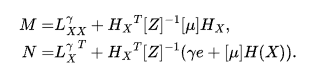 M =L^γ_{XX} + H_X^T[Z]^{-1}[μ]H_X,
N =L^γ_X^T + H_X^T[Z]^{-1}(γe + [μ]H(X)).